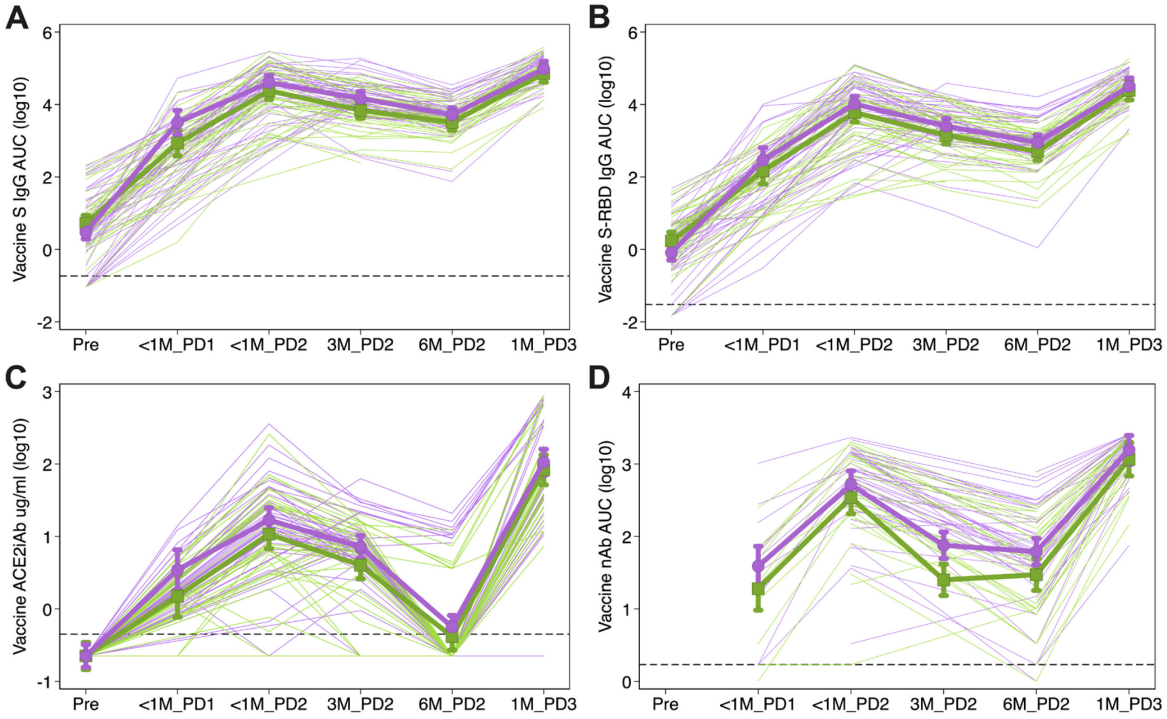 A
B
Vaccine S IgG AUC (log10)
6
4
2
0
-2
Pre <1M_PD1 <1M_PD2 3M_PD2 6M_PD2 1M_PD3
Vaccine S-RBD IgG AUC (log10)
6
4
2
0
-2
Pre <1M_PD1 <1M_PD2 3M_PD2 6M_PD2 1M_PD3
C
D
Vaccine ACE2iAb ug/ml (log10)
3
2
1
0
-1
Pre <1M_PD1 <1M_PD2 3M_PD2 6M_PD2 1M_PD3
Vaccine nAb AUC (log10)
4
3
2
1
0
Pre <1M_PD1 <1M_PD2 3M_PD2 6M_PD2 1M_PD3